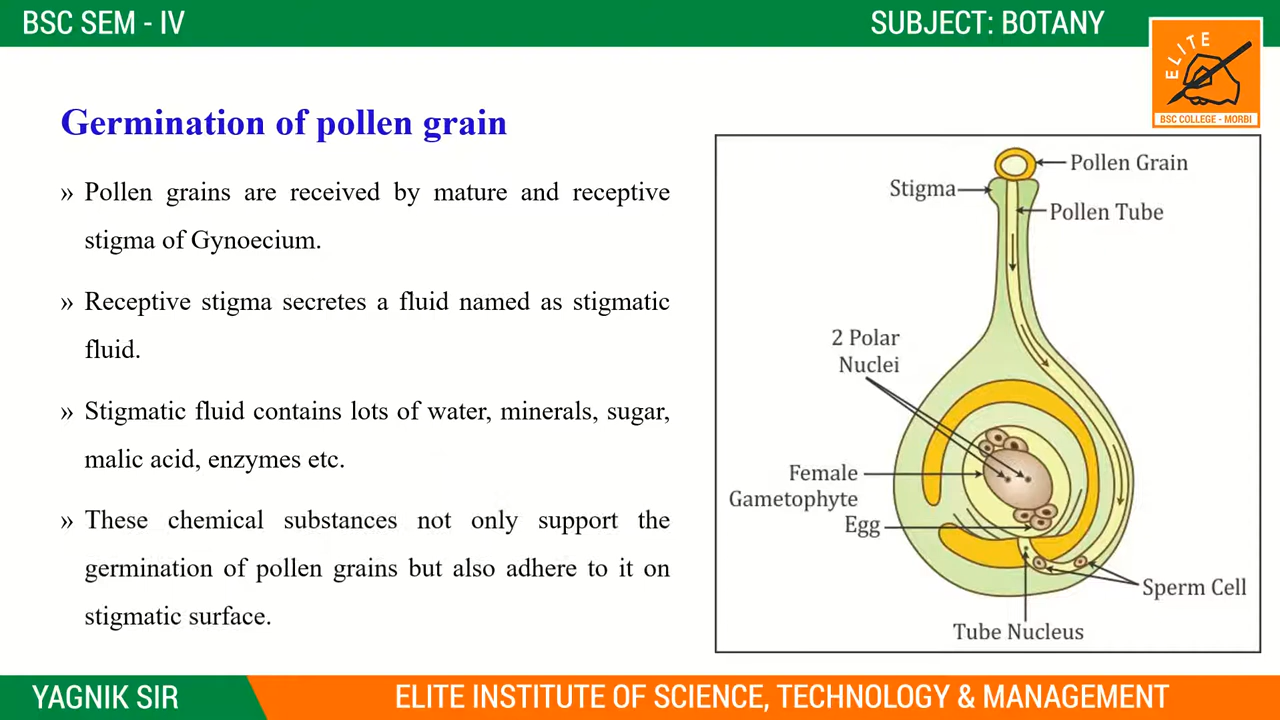 BSC SEM - IV
SUBJECT: BOTANY
ELITE
BSC COLLEGE - MORBI
Germination of pollen grain
» Pollen grains are received by mature and receptive
stigma of Gynoecium.
» Receptive stigma secretes a fluid named as stigmatic
fluid.
» Stigmatic fluid contains lots of water, minerals, sugar,
malic acid, enzymes etc.
» These chemical substances not only support the
germination of pollen grains but also adhere to it on
stigmatic surface.
Pollen Grain
Stigma
Pollen Tube
2 Polar
Nuclei
Female
Gametophyte
Egg
Sperm Cell
Tube Nucleus
YAGNIK SIR
ELITE INSTITUTE OF SCIENCE, TECHNOLOGY & MANAGEMENT